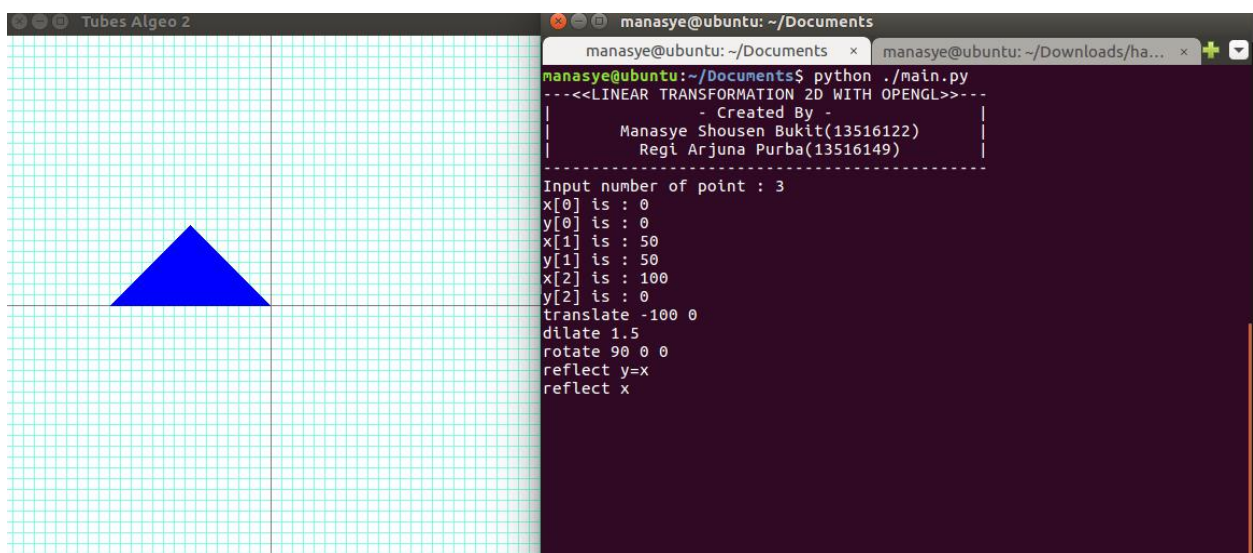 Tubes Algeo 2
manasye@ubuntu: ~/Documents
manasye@ubuntu: ~/Documents × manasye@ubuntu: ~/Downloads/ha... ×
manasye@ubuntu:~/Documents$ python ./main.py
---<<LINEAR TRANSFORMATION 2D WITH OPENGL>>---
| - Created By - |
| Manasye Shousen Bukit(13516122) |
| Regi Arjuna Purba(13516149) |
----------------------------------------------
Input number of point : 3
x[0] is : 0
y[0] is : 0
x[1] is : 50
y[1] is : 50
x[2] is : 100
y[2] is : 0
translate -100 0
dilate 1.5
rotate 90 0 0
reflect y=x
reflect x